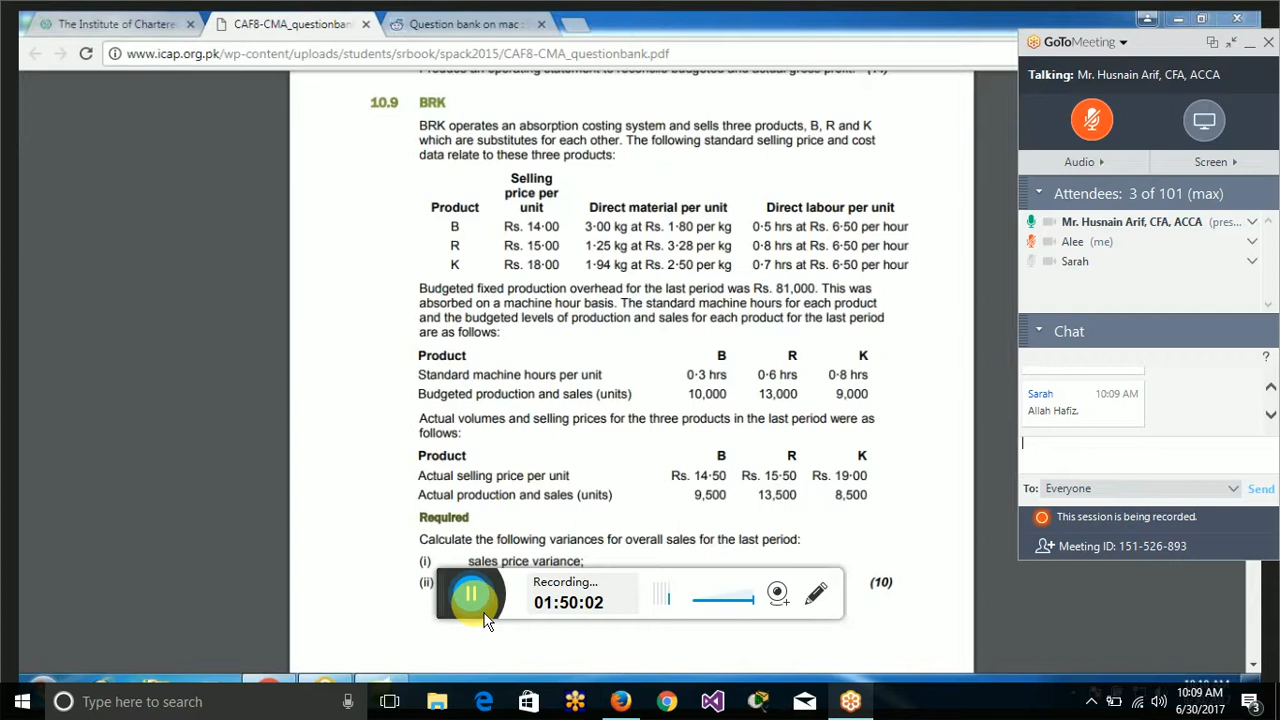 The Institute of Charterec
CAF8-CMA_questionbank
Question bank on mac
www.icap.org.pk/wp-content/uploads/students/srbook/spack2015/CAF8-CMA_questionbank.pdf
Produce an operating statement to reconcile budgeted and actual gross profit.
10.9 BRK
BRK operates an absorption costing system and sells three products, B, R and K
which are substitutes for each other. The following standard selling price and cost
data relate to these three products:
Selling
price per
Product unit Direct material per unit Direct labour per unit
B Rs. 14·00 3·00 kg at Rs. 1·80 per kg 0·5 hrs at Rs. 6·50 per hour
R Rs. 15·00 1·25 kg at Rs. 3·28 per kg 0·8 hrs at Rs. 6·50 per hour
K Rs. 18·00 1·94 kg at Rs. 2·50 per kg 0·7 hrs at Rs. 6·50 per hour
Budgeted fixed production overhead for the last period was Rs. 81,000. This was
absorbed on a machine hour basis. The standard machine hours for each product
and the budgeted levels of production and sales for each product for the last period
are as follows:
Product B R K
Standard machine hours per unit 0·3 hrs 0·6 hrs 0·8 hrs
Budgeted production and sales (units) 10,000 13,000 9,000
Actual volumes and selling prices for the three products in the last period were as
follows:
Product B R K
Actual selling price per unit Rs. 14·50 Rs. 15·50 Rs. 19·00
Actual production and sales (units) 9,500 13,500 8,500
Required
Calculate the following variances for overall sales for the last period:
(i) sales price variance;
(ii) (10)
Recording...
01:50:02
GoToMeeting
Talking: Mr. Husnain Arif, CFA, ACCA
Audio Screen
Attendees: 3 of 101 (max)
Mr. Husnain Arif, CFA, ACCA (pres...
Alee (me)
Sarah
Chat
?
Sarah 10:09 AM
Allah Hafiz.
To: Everyone Send
This session is being recorded.
Meeting ID: 151-526-893
Type here to search
10:09 AM
6/30/2017
3